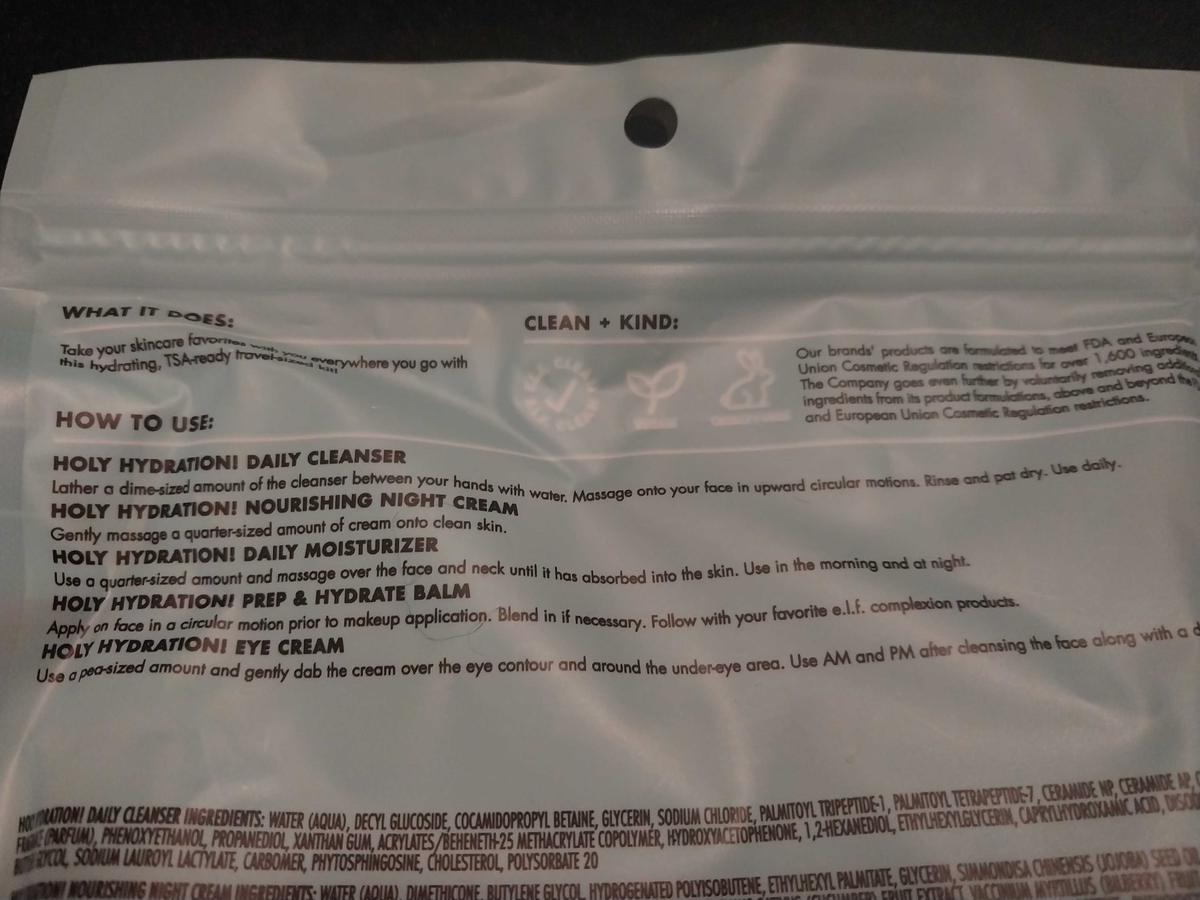 WHAT IT DOES:
Take your skincare favorites with you everywhere you go with
this hydrating, TSA-ready travel-sized kit!
CLEAN + KIND:
Our brands' products are formulated to meet FDA and European
Union Cosmetic Regulation restrictions for over 1,600 ingredients
The Company goes even further by voluntarily removing
ingredients from its product formulations, above and beyond the
and European Union Cosmetic Regulation restrictions.
HOW TO USE:
HOLY HYDRATION! DAILY CLEANSER
Lather a dime-sized amount of the cleanser between your hands with water. Massage onto your face in upward circular motions. Rinse and pat dry. Use daily.
HOLY HYDRATION! NOURISHING NIGHT CREAM
Gently massage a quarter-sized amount of cream onto clean skin.
HOLY HYDRATION! DAILY MOISTURIZER
Use a quarter-sized amount and massage over the face and neck until it has absorbed into the skin. Use in the morning and at night.
HOLY HYDRATION! PREP & HYDRATE BALM
Apply on face in a circular motion prior to makeup application. Blend in if necessary. Follow with your favorite e.l.f. complexion products.
HOLY HYDRATION! EYE CREAM
Use a pea-sized amount and gently dab the cream over the eye contour and around the under-eye area. Use AM and PM after cleansing the face along with a
DAILY CLEANSER INGREDIENTS: WATER (AQUA), DECYL GLUCOSIDE, COCAMIDOPROPYL BETAINE, GLYCERIN, SODIUM CHLORIDE, PALMITOYL TRIPEPTIDE-1, PALMITOYL TETRAPEPTIDE-7, CERAMIDE NP, CERAMIDE AP,
(PARFUM), PHENOXYETHANOL, PROPANEDIOL, XANTHAN GUM, ACRYLATES/BEHENETH-25 METHACRYLATE COPOLYMER, HYDROXYACETOPHENONE, 1,2-HEXANEDIOL, ETHYLHEXYLGLYCERIN, CAPRYLHYDROXAMIC ACID,
GLYCOL, SODIUM LAUROYL LACTYLATE, CARBOMER, PHYTOSPHINGOSINE, CHOLESTEROL, POLYSORBATE 20
NOURISHING NIGHT CREAM INGREDIENTS: WATER (AQUA), DIMETHICONE, BUTYLENE GLYCOL, HYDROGENATED POLYISOBUTENE, ETHYLHEXYL PALMITATE, GLYCERIN, SIMMONDSIA CHINENSIS (JOJOBA) SEED OIL
(CUCUMBER) FRUIT EXTRACT, VACCINIUM MYRTILLUS (BILBERRY) FRUIT